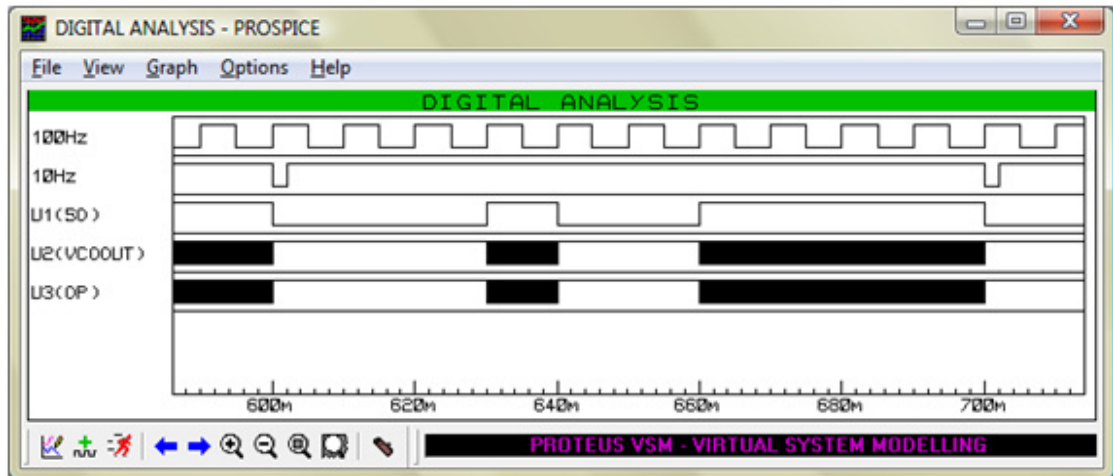 DIGITAL ANALYSIS - PROSPICE
File View Graph Options Help
DIGITAL ANALYSIS
100Hz
10Hz
U1(SO)
U2(VCOOUT)
U3(OP)
600m 620m 640m 660m 680m 700m
PROTEUS VSM - VIRTUAL SYSTEM MODELLING